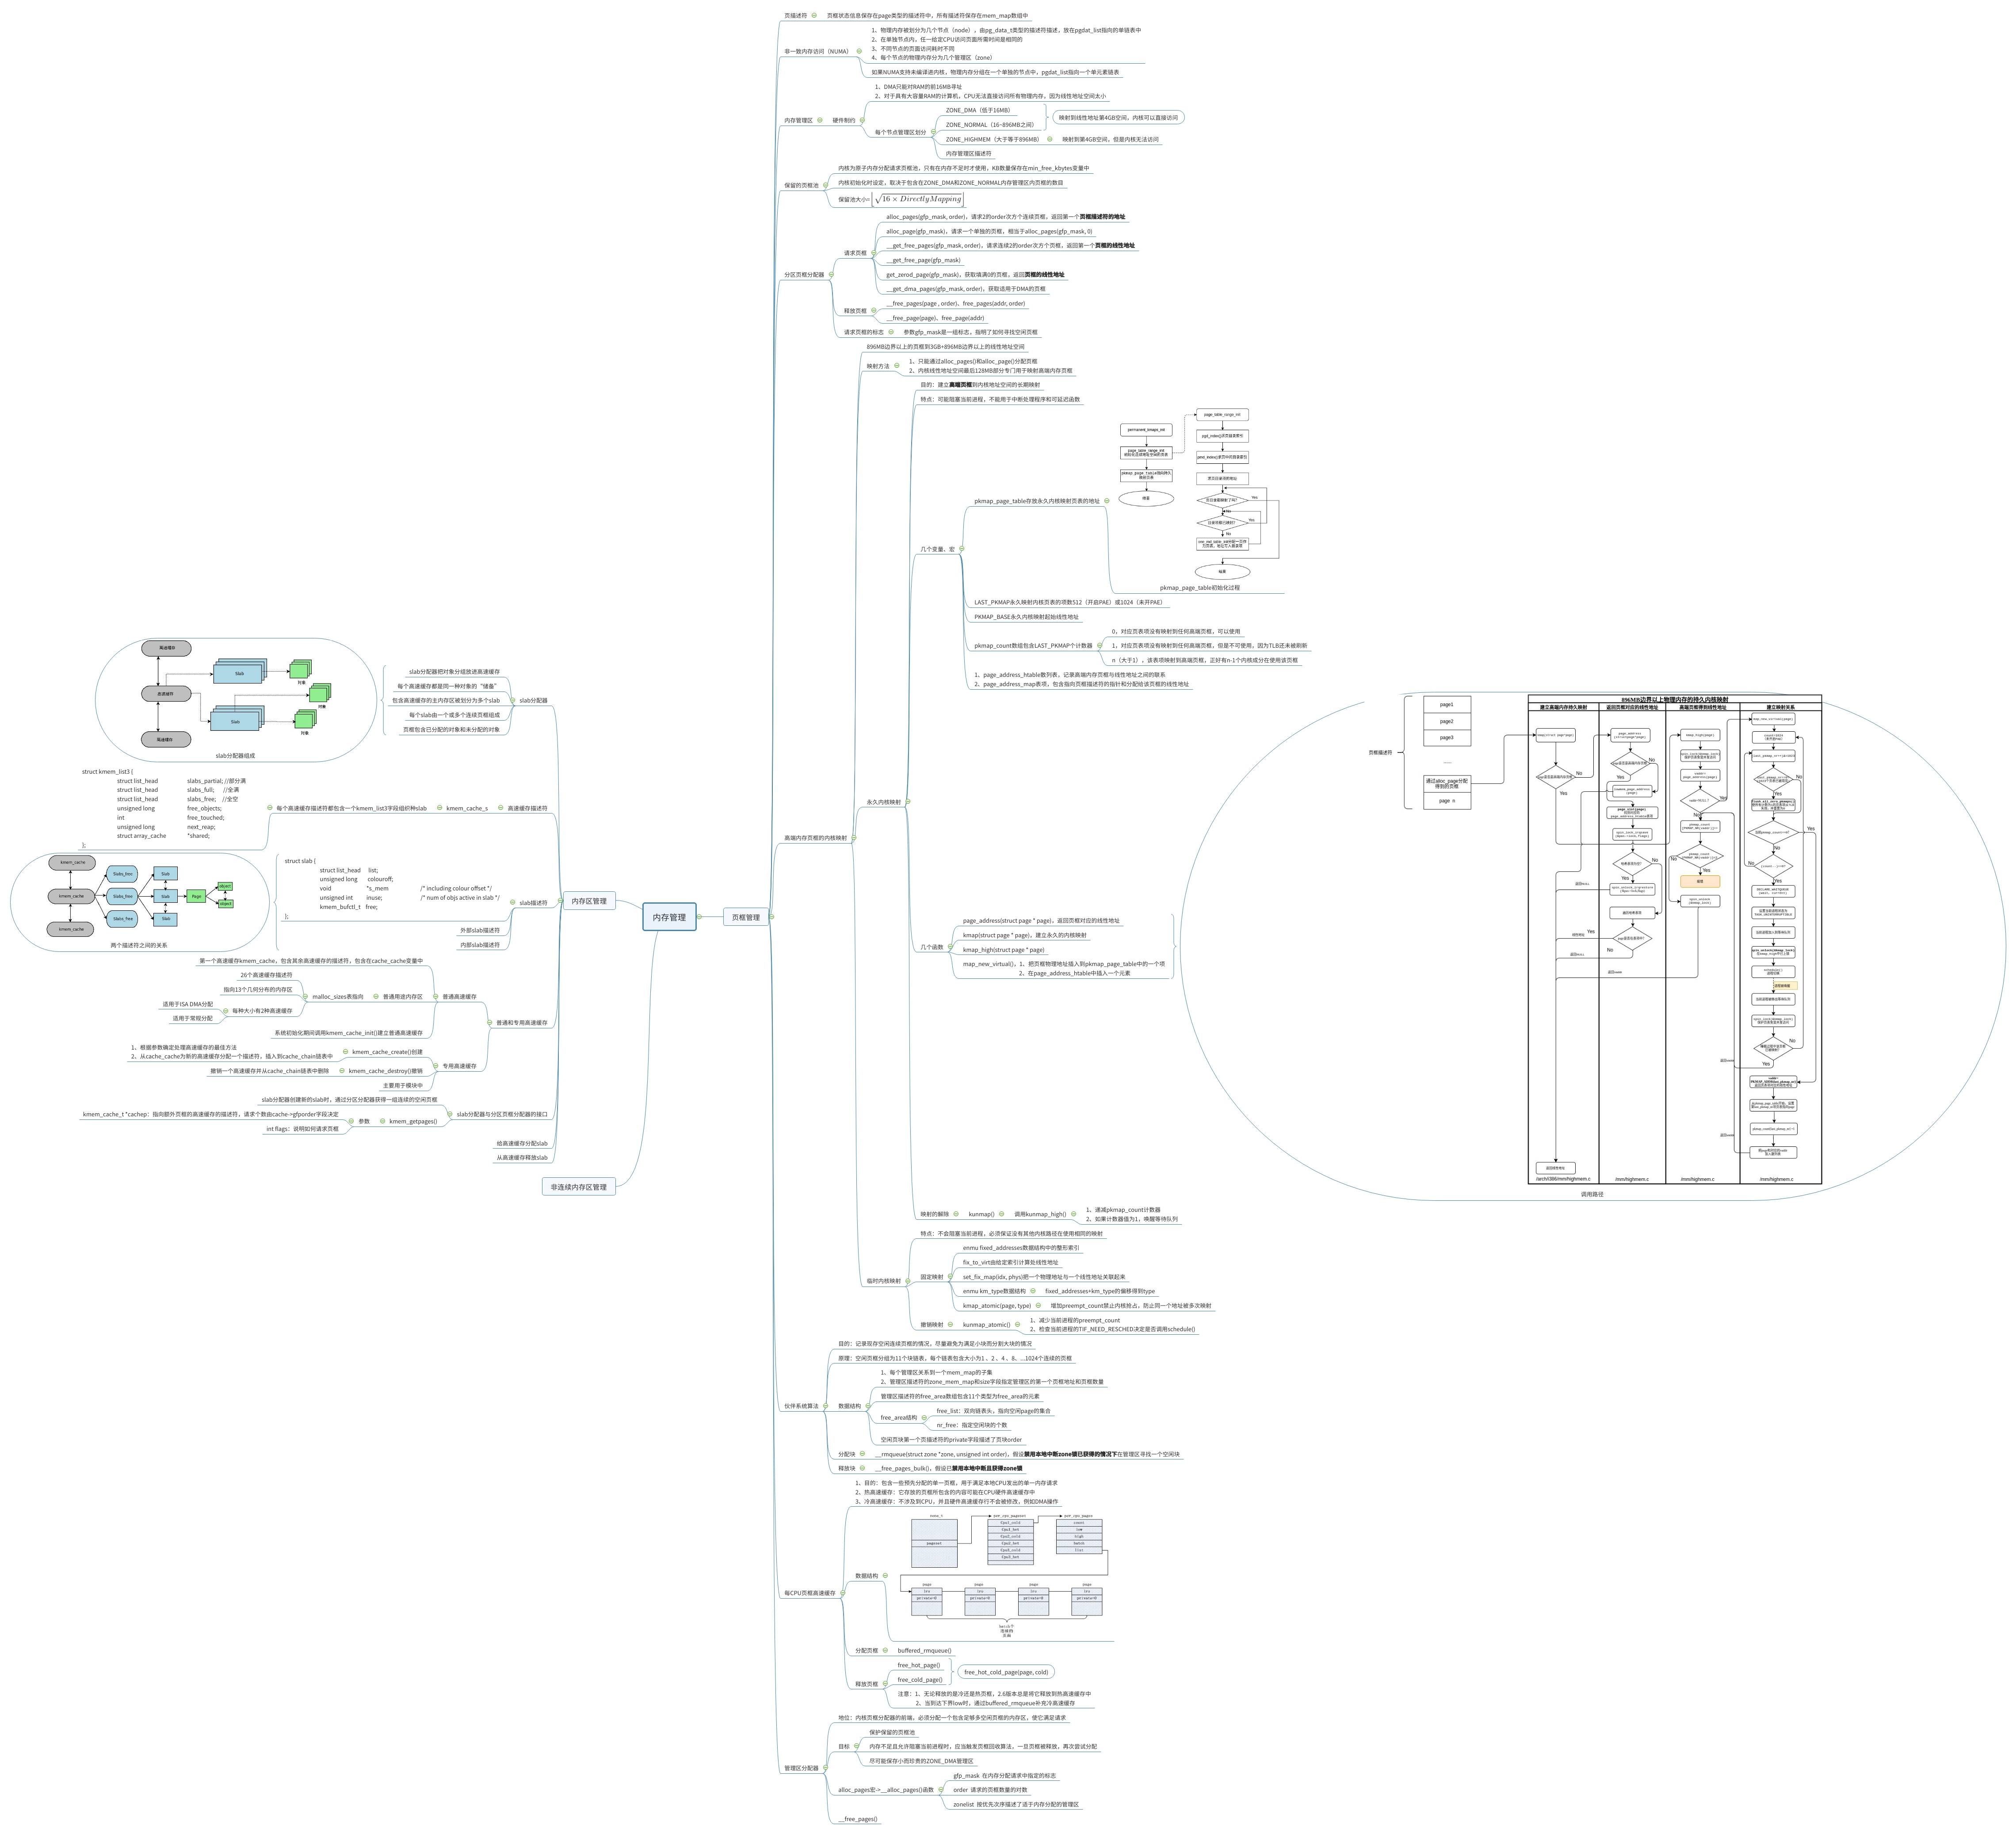 内存管理
页框管理
页描述符
页框状态信息保存在page类型的描述符中，所有描述符保存在mem_map数组中
非一致内存访问（NUMA）
1、物理内存被划分为几个节点（node），由pg_data_t类型的描述符描述，放在pgdat_list指向的单链表中
2、在单独节点内，任一给定CPU访问页面所需时间是相同的
3、不同节点的页面访问耗时不同
4、每个节点的物理内存分为几个管理区（zone）
如果NUMA支持未编译进内核，物理内存分组在一个单独的节点中，pgdat_list指向一个单元素链表
内存管理区
硬件制约
1、DMA只能对RAM的前16MB寻址
2、对于具有大容量RAM的计算机，CPU无法直接访问所有物理内存，因为线性地址空间太小
每个节点管理区划分
ZONE_DMA（低于16MB）
ZONE_NORMAL（16~896MB之间）
映射到线性地址第4GB空间，内核可以直接访问
ZONE_HIGHMEM（大于等于896MB）
映射到第4GB空间，但是内核无法访问
内存管理区描述符
保留的页框池
内核为原子内存分配请求页框池，只有在内存不足时才使用，KB数量保存在min_free_kbytes变量中
内核初始化时设定，取决于包含在ZONE_DMA和ZONE_NORMAL内存管理区内页框的数目
保留池大小=⌊√16 × DirectlyMapping⌋
分区页框分配器
请求页框
alloc_pages(gfp_mask, order)，请求2的order次方个连续页框，返回第一个页框描述符的地址
alloc_page(gfp_mask)，请求一个单独的页框，相当于alloc_pages(gfp_mask, 0)
__get_free_pages(gfp_mask, order)，请求连续2的order次方个页框，返回第一个页框的线性地址
__get_free_page(gfp_mask)
get_zerod_page(gfp_mask)，获取填满0的页框，返回页框的线性地址
__get_dma_pages(gfp_mask, order)，获取适用于DMA的页框
释放页框
__free_pages(page , order)、free_pages(addr, order)
__free_page(page)、free_page(addr)
请求页框的标志
参数gfp_mask是一组标志，指明了如何寻找空闲页框
高端内存页框的内核映射
896MB边界以上的页框到3GB+896MB边界以上的线性地址空间
映射方法
1、只能通过alloc_pages()和alloc_page()分配页框
2、内核线性地址空间最后128MB部分专门用于映射高端内存页框
永久内核映射
目的：建立高端页框到内核地址空间的长期映射
特点：可能阻塞当前进程，不能用于中断处理程序和可延迟函数
几个变量、宏
pkmap_page_table存放永久内核映射页表的地址
permanent_kmaps_init
page_table_range_init
结束
page_table_range_init
Yes
No
Yes
No
结束
pkmap_page_table初始化过程
LAST_PKMAP永久映射内核页表的项数512（开启PAE）或1024（未开PAE）
PKMAP_BASE永久内核映射起始线性地址
pkmap_count数组包含LAST_PKMAP个计数器
0，对应页表项没有映射到任何高端页框，可以使用
1，对应页表项没有映射到任何高端页框，但是不可使用，因为TLB还未被刷新
n（大于1），该表项映射到高端页框，正好有n-1个内核成分在使用该页框
1、page_address_htable散列表，记录高端内存页框与线性地址之间的联系
2、page_address_map表项，包含指向页框描述符的指针和分配给该页框的线性地址
几个函数
page_address(struct page * page)，返回页框对应的线性地址
kmap(struct page * page)，建立永久的内核映射
kmap_high(struct page * page)
map_new_virtual()，1、把页框物理地址插入到pkmap_page_table中的一个项
2、在page_address_htable中插入一个元素
页框描述符
page1
page2
page3
......
通过alloc_page分配
得到的页框
page n
896MB边界以上物理内存的持久内核映射
建立高端内存持久映射
返回页框对应的线性地址
高端页框得到线性地址
建立映射关系
No
Yes
/arch/i386/mm/highmem.c
/mm/highmem.c
/mm/highmem.c
/mm/highmem.c
调用路径
映射的解除
kunmap()
调用kunmap_high()
1、递减pkmap_count计数器
2、如果计数器值为1，唤醒等待队列
临时内核映射
特点：不会阻塞当前进程，必须保证没有其他内核路径在使用相同的映射
固定映射
enmu fixed_addresses数据结构中的整形索引
fix_to_virt由给定索引计算处线性地址
set_fix_map(idx, phys)把一个物理地址与一个线性地址关联起来
enmu km_type数据结构
fixed_addresses+km_type的偏移得到type
kmap_atomic(page, type)
增加preempt_count禁止内核抢占，防止同一个地址被多次映射
撤销映射
kunmap_atomic()
1、减少当前进程的preempt_count
2、检查当前进程的TIF_NEED_RESCHED决定是否调用schedule()
伙伴系统算法
目的：记录现存空闲连续页框的情况，尽量避免为满足小块而分割大块的情况
原理：空闲页框分组为11个块链表，每个链表包含大小为1 、2 、4 、8、...1024个连续的页框
数据结构
1、每个管理区关系到一个mem_map的子集
2、管理区描述符的zone_mem_map和size字段指定管理区的第一个页框地址和页框数量
管理区描述符的free_area数组包含11个类型为free_area的元素
free_area结构
free_list：双向链表头，指向空闲page的集合
nr_free：指定空闲块的个数
空闲页块第一个页描述符的private字段描述了页块order
分配块
__rmqueue(struct zone *zone, unsigned int order)，假设禁用本地中断zone锁已获得的情况下在管理区寻找一个空闲块
释放块
__free_pages_bulk()，假设已禁用本地中断且获得zone锁
每CPU页框高速缓存
1、目的：包含一些预先分配的单一页框，用于满足本地CPU发出的单一内存请求
2、热高速缓存：它存放的页框所包含的内容可能在CPU硬件高速缓存中
3、冷高速缓存：不涉及到CPU，并且硬件高速缓存行不会被修改，例如DMA操作
数据结构
zone_t
pageset
per_cpu_pageset
per_cpu_pages
count
low
high
batch
list
page
page
page
page
lru
lru
lru
lru
private=0
private=0
private=0
private=0
分配页框
buffered_rmqueue()
释放页框
free_hot_page()
free_cold_page()
free_hot_cold_page(page, cold)
注意：1、无论释放的是冷还是热页框，2.6版本总是将它释放到热高速缓存中
2、当到达下界low时，通过buffered_rmqueue补充冷高速缓存
管理区分配器
地位：内核页框分配器的前端，必须分配一个包含足够多空闲页框的内存区，使它满足请求
目标
保护保留的页框池
内存不足且允许阻塞当前进程时，应当触发页框回收算法，一旦页框被释放，再次尝试分配
尽可能保存小而珍贵的ZONE_DMA管理区
alloc_pages宏->__alloc_pages()函数
gfp_mask 在内存分配请求中指定的标志
order 请求的页框数量的对数
zonelist 按优先次序描述了适于内存分配的管理区
__free_pages()
内存区管理
slab分配器
slab分配器把对象分组放进高速缓存
每个高速缓存都是同一种对象的“储备”
包含高速缓存的主内存区被划分为多个slab
每个slab由一个或多个连续页框组成
页框包含已分配的对象和未分配的对象
高速缓存
高速缓存
高速缓存
Slab
Slab
对象
对象
对象
slab分配器组成
高速缓存描述符
kmem_cache_s
每个高速缓存描述符都包含一个kmem_list3字段组织种slab
struct kmem_list3 {
struct list_head slabs_partial; //部分满
struct list_head slabs_full; //全满
struct list_head slabs_free; //全空
unsigned long free_objects;
int free_touched;
unsigned long next_reap;
struct array_cache *shared;
};
slab描述符
struct slab {
struct list_head list;
unsigned long colouroff;
void *s_mem /* including colour offset */
unsigned int inuse; /* num of objs active in slab */
kmem_bufctl_t free;
};
外部slab描述符
内部slab描述符
kmem_cache
kmem_cache
kmem_cache
Slabs_free
Slabs_free
Slabs_free
Slab
Slab
Slab
Page
object
object
两个描述符之间的关系
普通和专用高速缓存
普通高速缓存
第一个高速缓存kmem_cache，包含其余高速缓存的描述符，包含在cache_cache变量中
普通用途内存区
malloc_sizes表指向
26个高速缓存描述符
指向13个几何分布的内存区
每种大小有2种高速缓存
适用于ISA DMA分配
适用于常规分配
系统初始化期间调用kmem_cache_init()建立普通高速缓存
专用高速缓存
kmem_cache_create()创建
1、根据参数确定处理高速缓存的最佳方法
2、从cache_cache为新的高速缓存分配一个描述符，插入到cache_chain链表中
kmem_cache_destroy()撤销
撤销一个高速缓存并从cache_chain链表中删除
主要用于模块中
slab分配器与分区页框分配器的接口
slab分配器创建新的slab时，通过分区分配器获得一组连续的空闲页框
kmem_getpages()
参数
kmem_cache_t *cachep：指向额外页框的高速缓存的描述符，请求个数由cache->gfporder字段决定
int flags：说明如何请求页框
给高速缓存分配slab
从高速缓存释放slab
非连续内存区管理